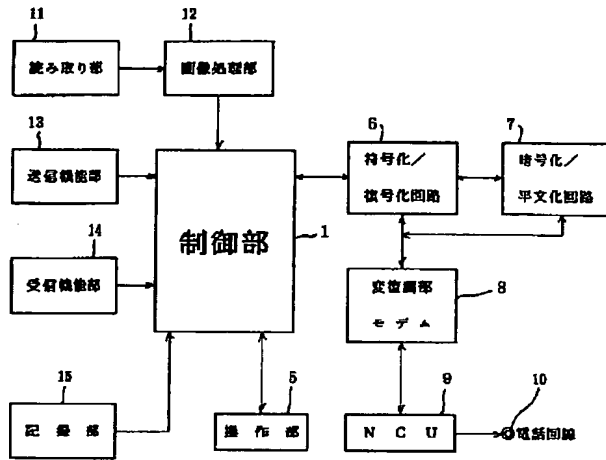 11
12
読み取り部
画像処理部
13
6
7
送信機能部
符号化／
復号化回路
暗号化／
平文化回路
制御部
1
14
受信機能部
変復調部
モデム
8
15
5
9
10
記録部
操作部
NCU
電話回線